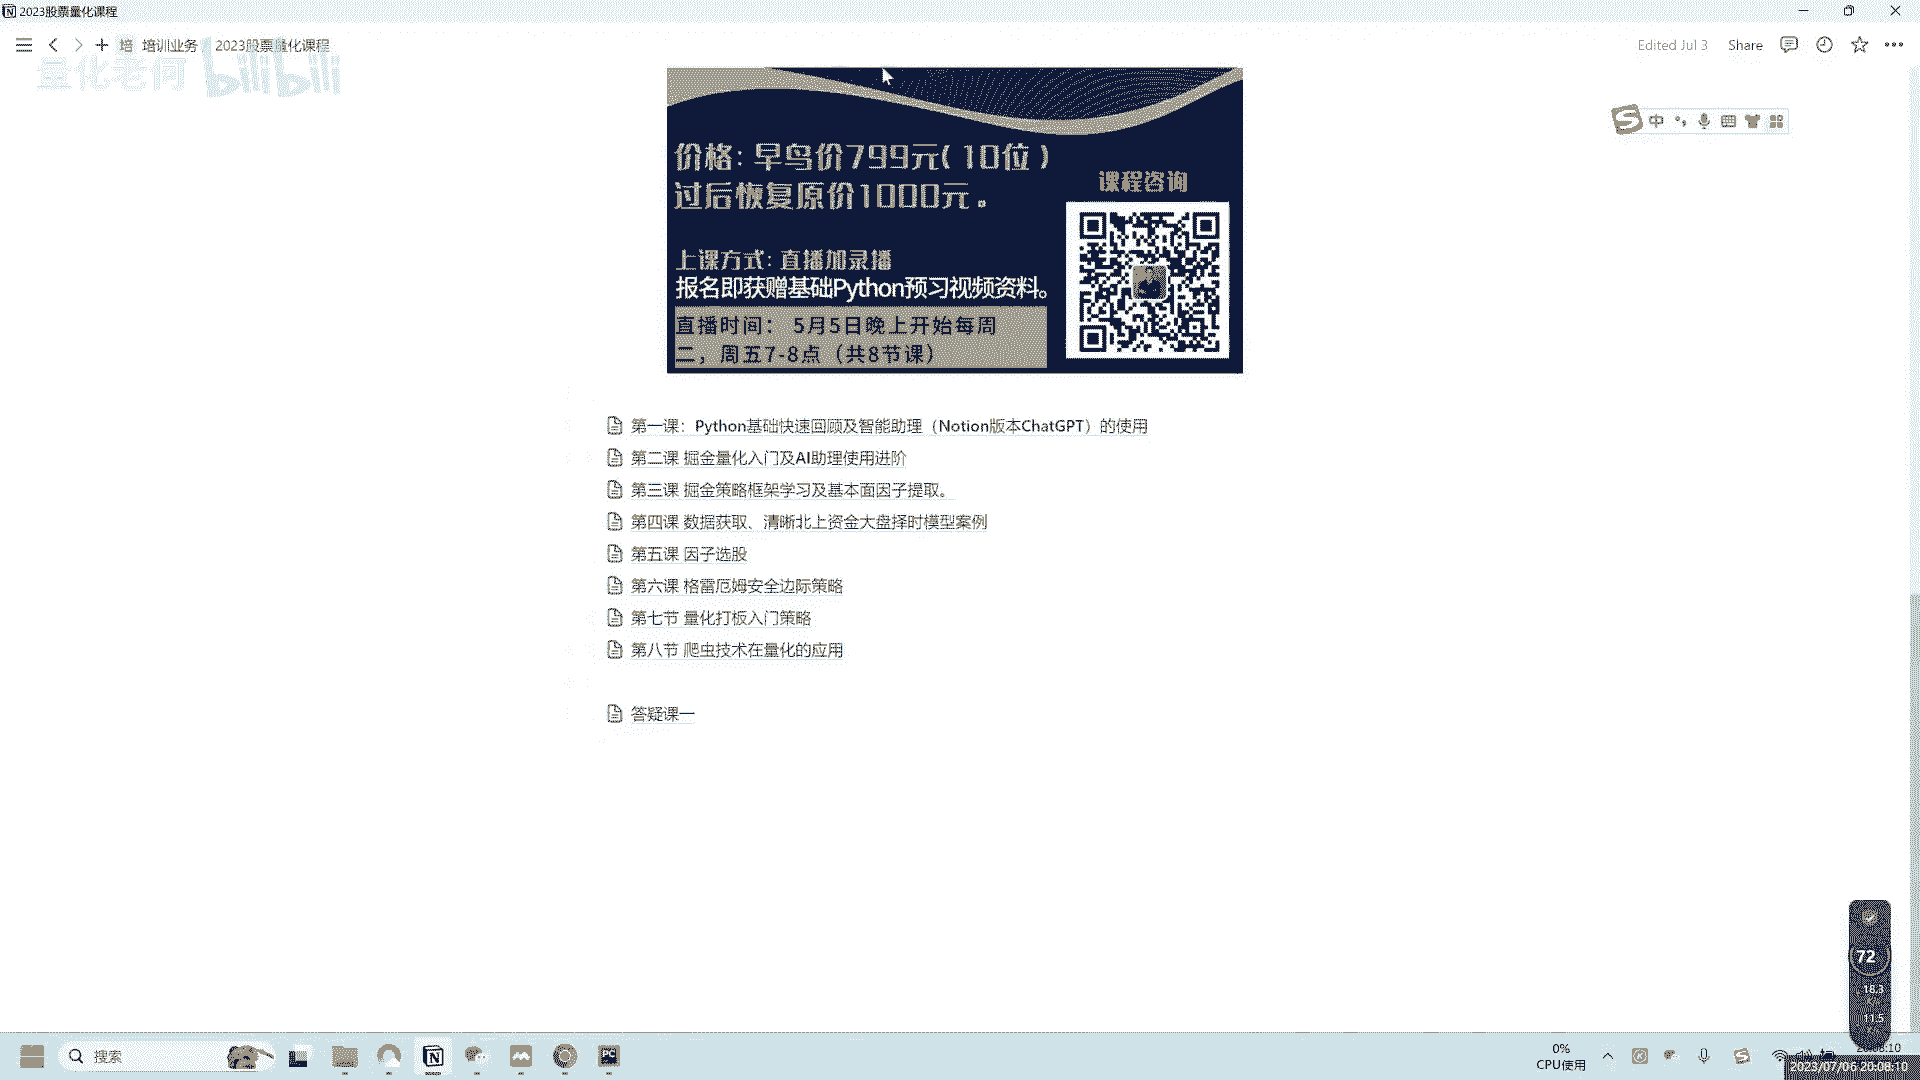 2023股票量化课程
培 培训业务 / 2023股票量化课程
Edited Jul 3 Share
量化老何 bilibili
价格：早鸟价799元（10位）
过后恢复原价1000元。
课程咨询
上课方式：直播加录播
报名即获赠基础Python预习视频资料。
直播时间： 5月5日晚上开始每周
二，周五7-8点（共8节课）
中
第一课：Python基础快速回顾及智能助理（Notion版本ChatGPT）的使用
第二课 掘金量化入门及AI助理使用进阶
第三课 掘金策略框架学习及基本面因子提取。
第四课 数据获取、清晰北上资金大盘择时模型案例
第五课 因子选股
第六课 格雷厄姆安全边际策略
第七节 量化打板入门策略
第八节 爬虫技术在量化的应用
答疑课一
72
18.3
11.5
搜索
PC
0%
CPU使用
2023/07/06 20:08:10